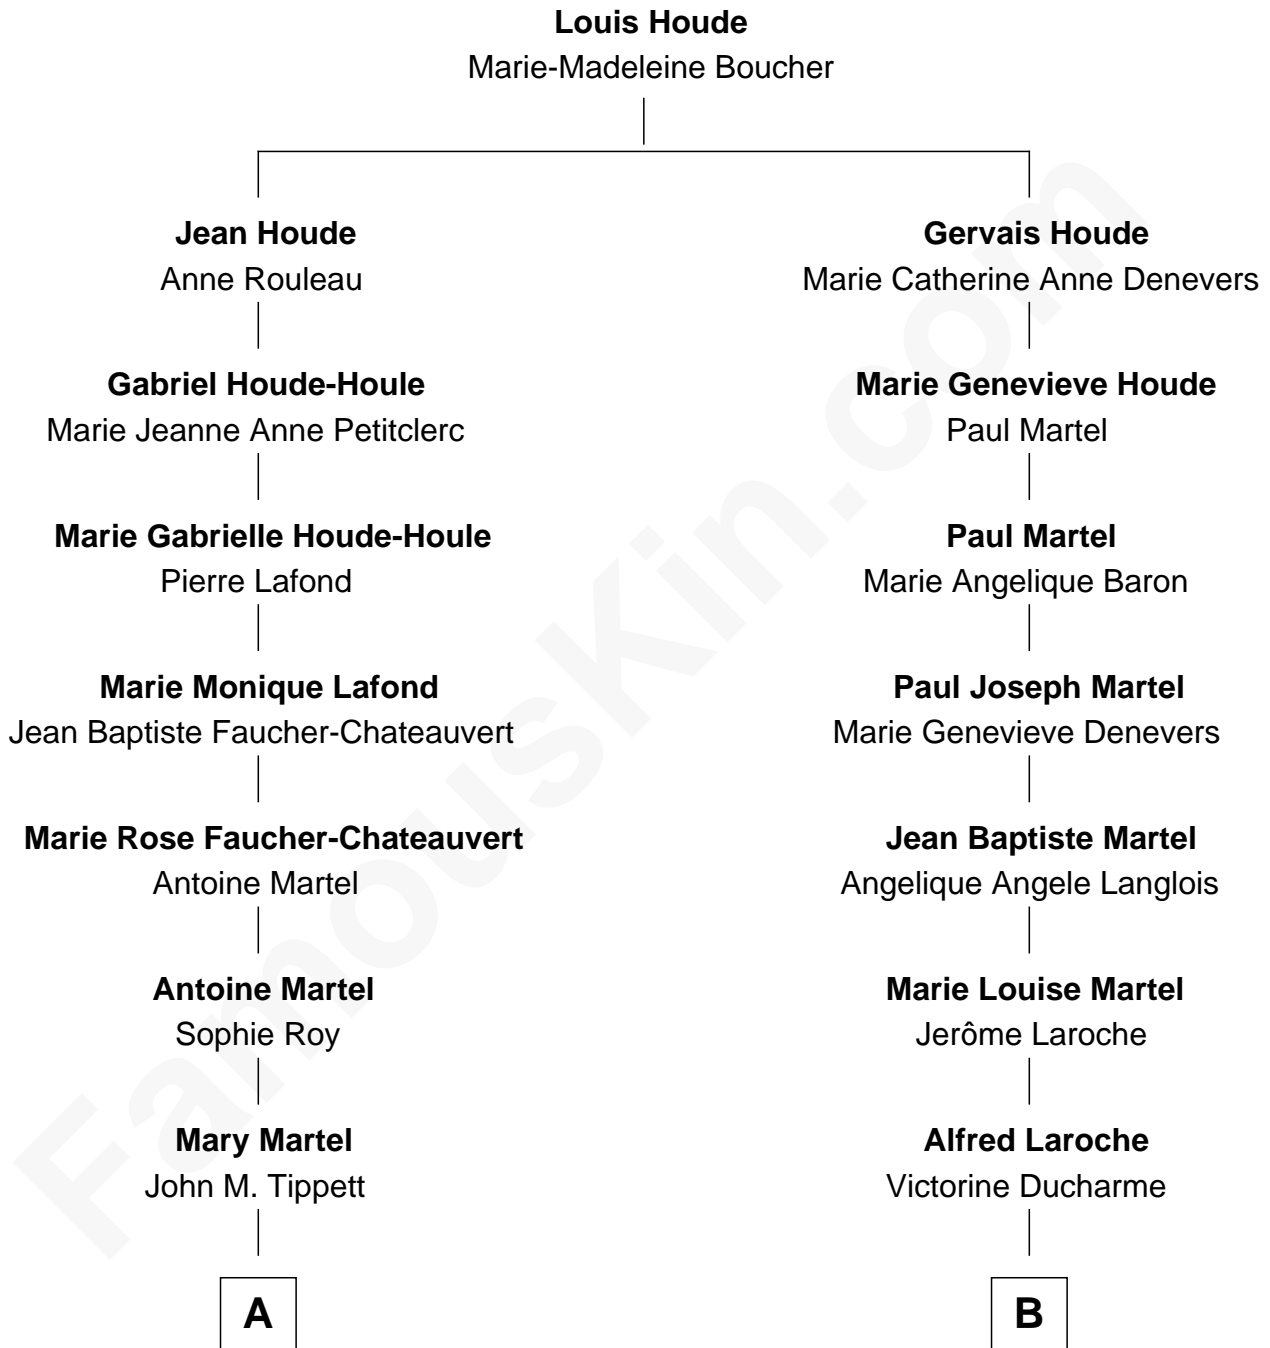 Louis Houde
Marie-Madeleine Boucher
Jean Houde
Anne Rouleau
Gervais Houde
Marie Catherine Anne Denevers
Gabriel Houde-Houle
Marie Jeanne Anne Petitclerc
Marie Genevieve Houde
Paul Martel
Marie Gabrielle Houde-Houle
Pierre Lafond
Paul Martel
Marie Angelique Baron
Marie Monique Lafond
Jean Baptiste Faucher-Chateauvert
Paul Joseph Martel
Marie Genevieve Denevers
Marie Rose Faucher-Chateauvert
Antoine Martel
Jean Baptiste Martel
Angelique Angele Langlois
Antoine Martel
Sophie Roy
Marie Louise Martel
Jerôme Laroche
Mary Martel
John M. Tippett
Alfred Laroche
Victorine Ducharme
A
B
FamousKin.com